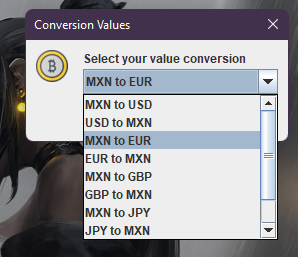 Conversion Values
Select your value conversion
MXN to EUR
MXN to USD
USD to MXN
MXN to EUR
EUR to MXN
MXN to GBP
GBP to MXN
MXN to JPY
JPY to MXN